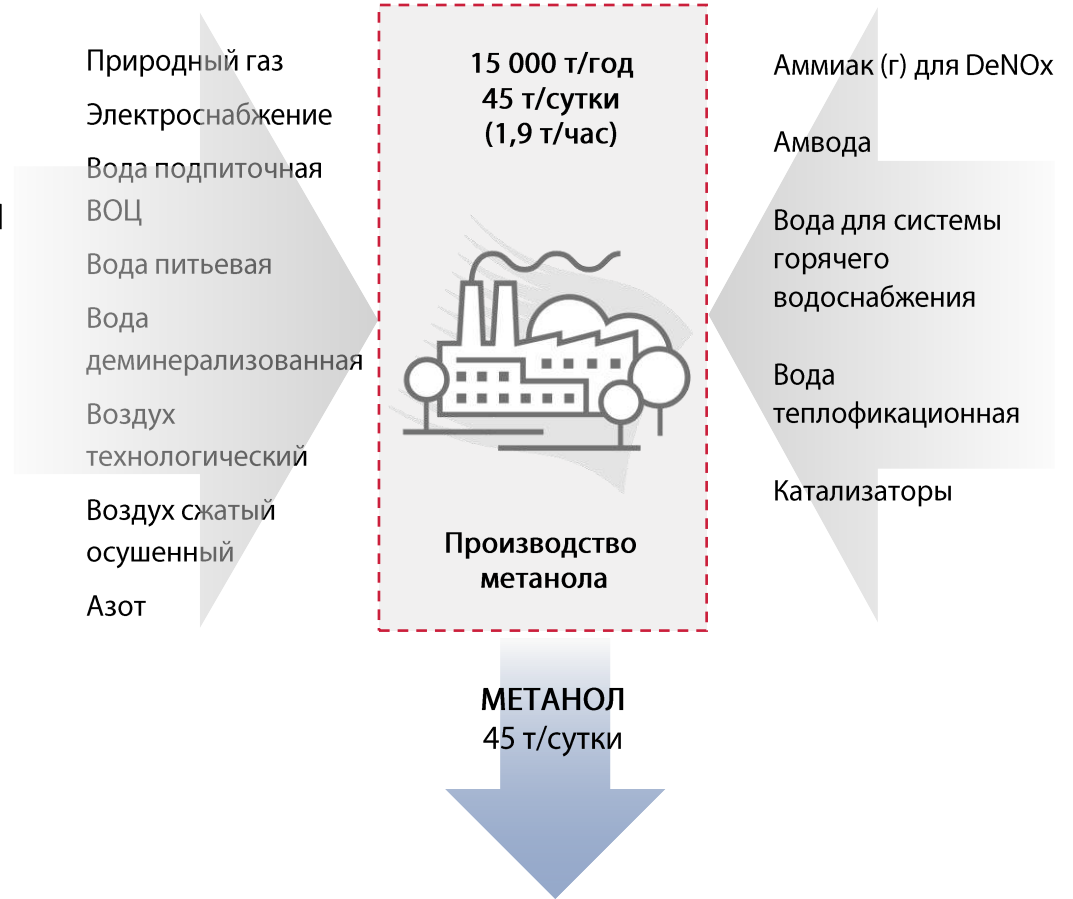 Природный газ
Электроснабжение
Вода подпиточная
ВОЦ
Вода питьевая
Вода
деминерализованная
Воздух
технологический
Воздух сжатый
осушенный
Азот
15 000 т/год
45 т/сутки
(1,9 т/час)
Производство
метанола
Аммиак (г) для DeNOx
Амвода
Вода для системы
горячего
водоснабжения
Вода
теплофикационная
Катализаторы
МЕТАНОЛ
45 т/сутки